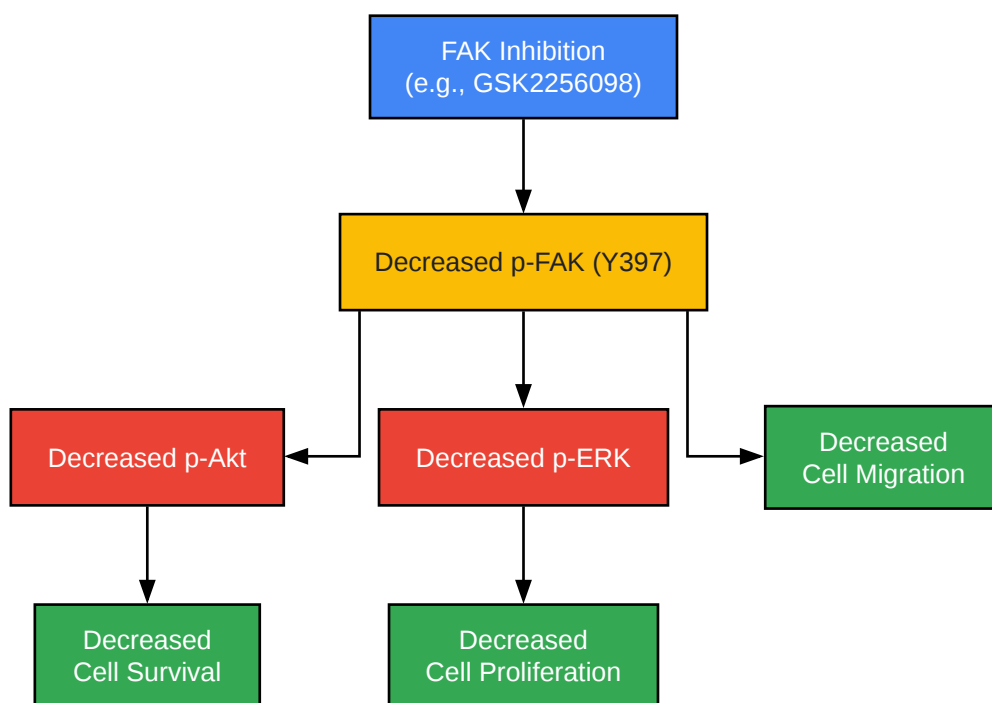 FAK Inhibition
(e.g., GSK2256098)
Decreased p-FAK (Y397)
Decreased p-Akt
Decreased p-ERK
Decreased
Cell Migration
Decreased
Cell Survival
Decreased
Cell Proliferation